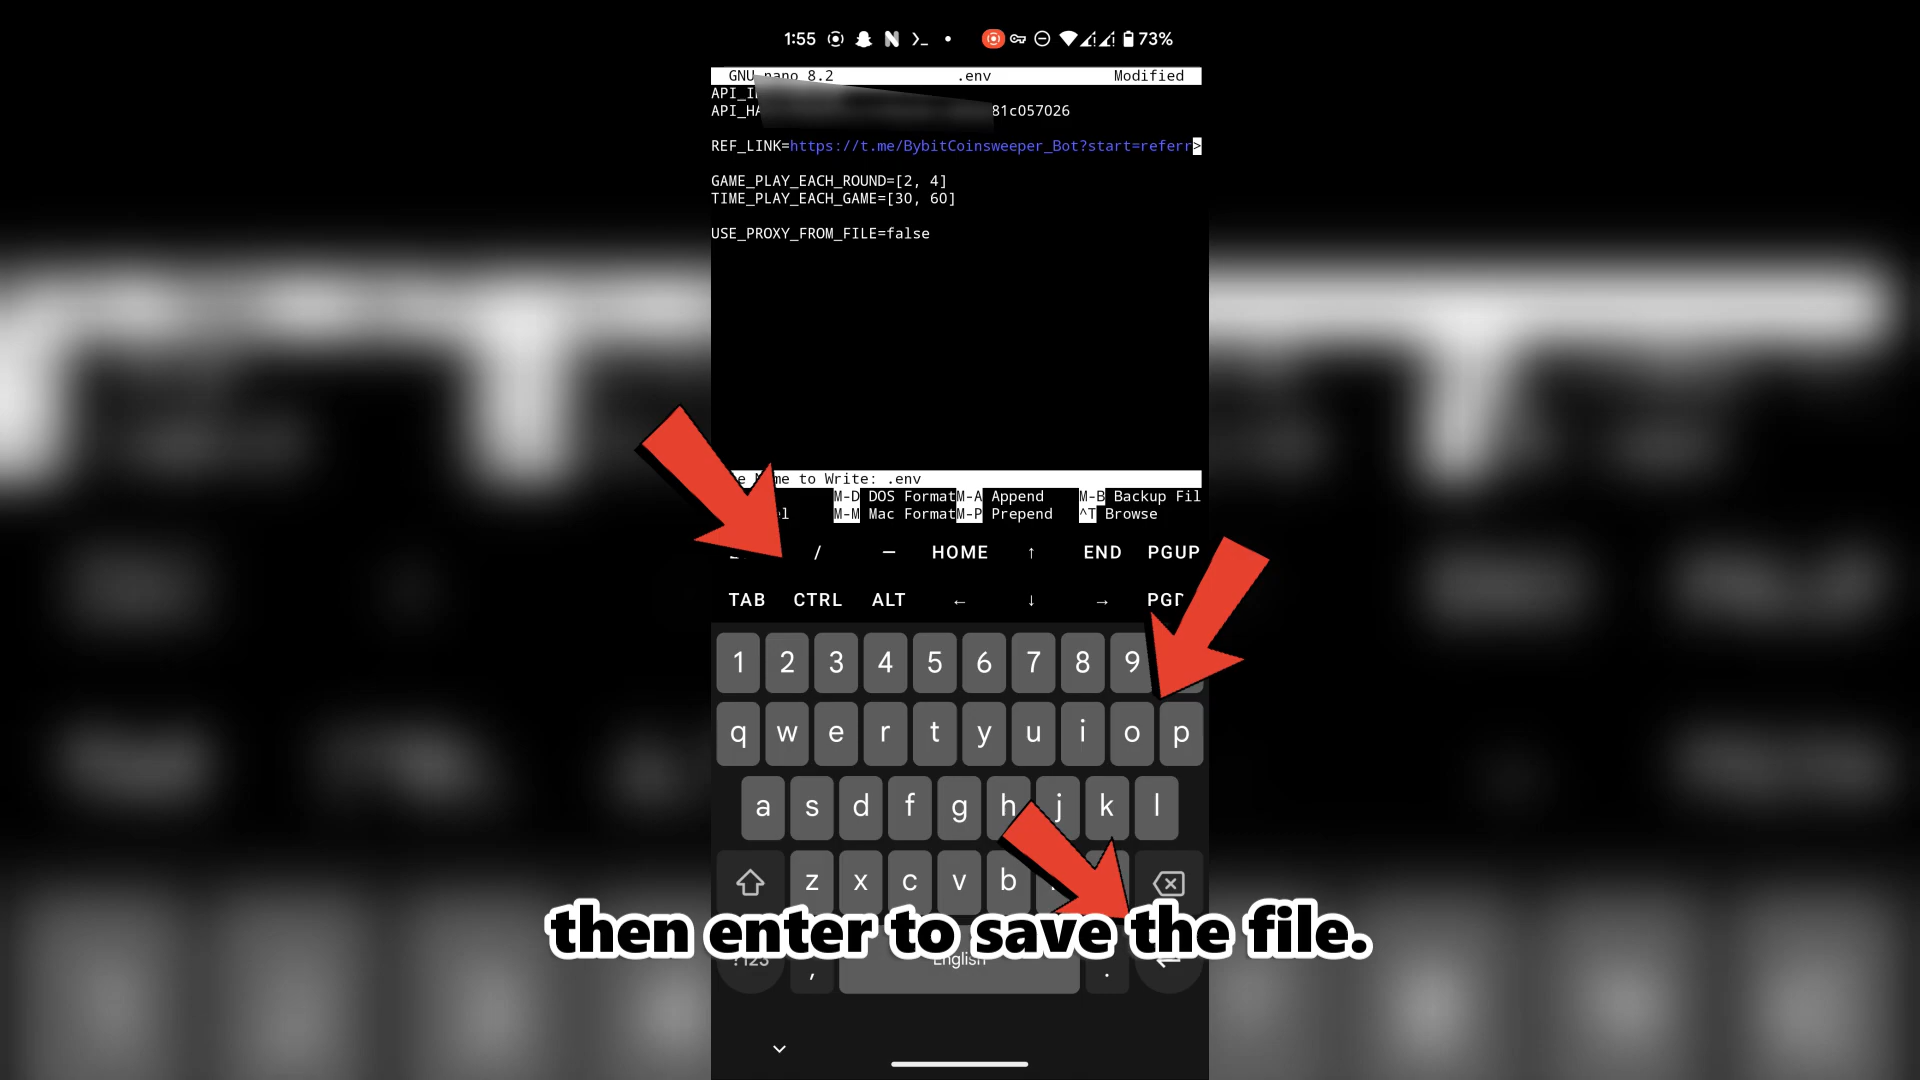 1:55 73%
GNU nano 8.2 .env Modified
API_I
API_HA 81c057026
REF_LINK=https://t.me/BybitCoinsweeper_Bot?start=referr>
GAME_PLAY_EACH_ROUND=[2, 4]
TIME_PLAY_EACH_GAME=[30, 60]
USE_PROXY_FROM_FILE=false
to Write: .env
M-D DOS Format M-A Append M-B Backup Fil
M-M Mac Format M-P Prepend ^T Browse
/ — HOME ↑ END PGUP
TAB CTRL ALT ← ↓ →
1 2 3 4 5 6 7 8 9
q w e r t y u i o p
a s d f g h j k l
z x c v b
then enter to save the file.
?123 , English .